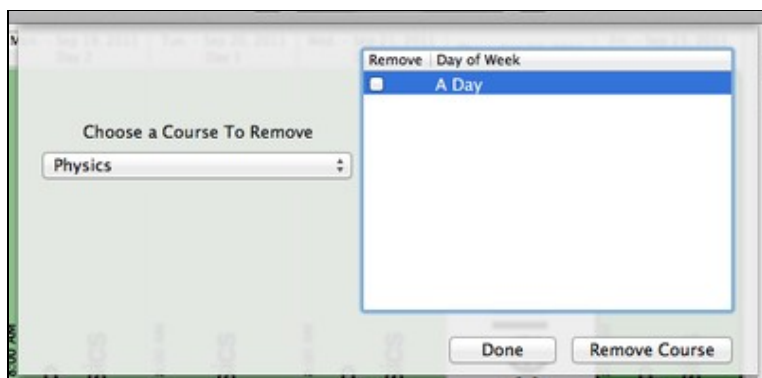 Remove Day of Week
A Day
Choose a Course To Remove
Physics
Done Remove Course